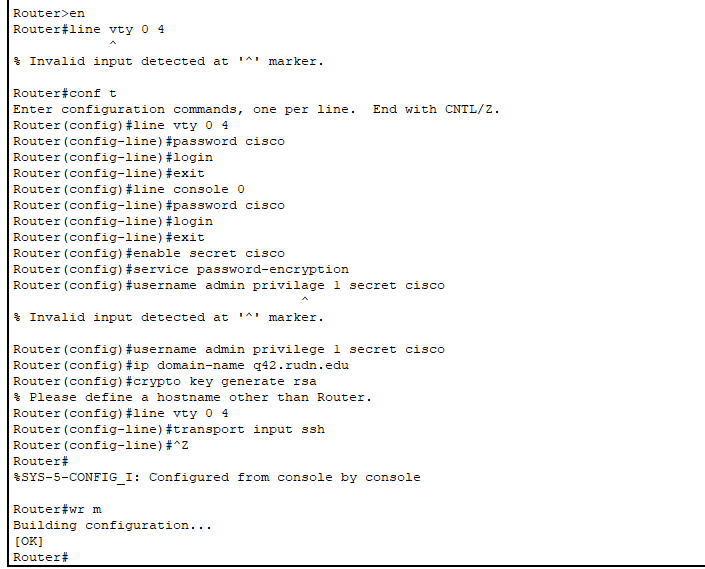 Router>en
Router#line vty 0 4
^
% Invalid input detected at '^' marker.
Router#conf t
Enter configuration commands, one per line.  End with CNTL/Z.
Router(config)#line vty 0 4
Router(config-line)#password cisco
Router(config-line)#login
Router(config-line)#exit
Router(config)#line console 0
Router(config-line)#password cisco
Router(config-line)#login
Router(config-line)#exit
Router(config)#enable secret cisco
Router(config)#service password-encryption
Router(config)#username admin privilage 1 secret cisco
^
% Invalid input detected at '^' marker.
Router(config)#username admin privilege 1 secret cisco
Router(config)#ip domain-name q42.rudn.edu
Router(config)#crypto key generate rsa
% Please define a hostname other than Router.
Router(config)#line vty 0 4
Router(config-line)#transport input ssh
Router(config-line)#^Z
Router#
%SYS-5-CONFIG_I: Configured from console by console
Router#wr m
Building configuration...
[OK]
Router#